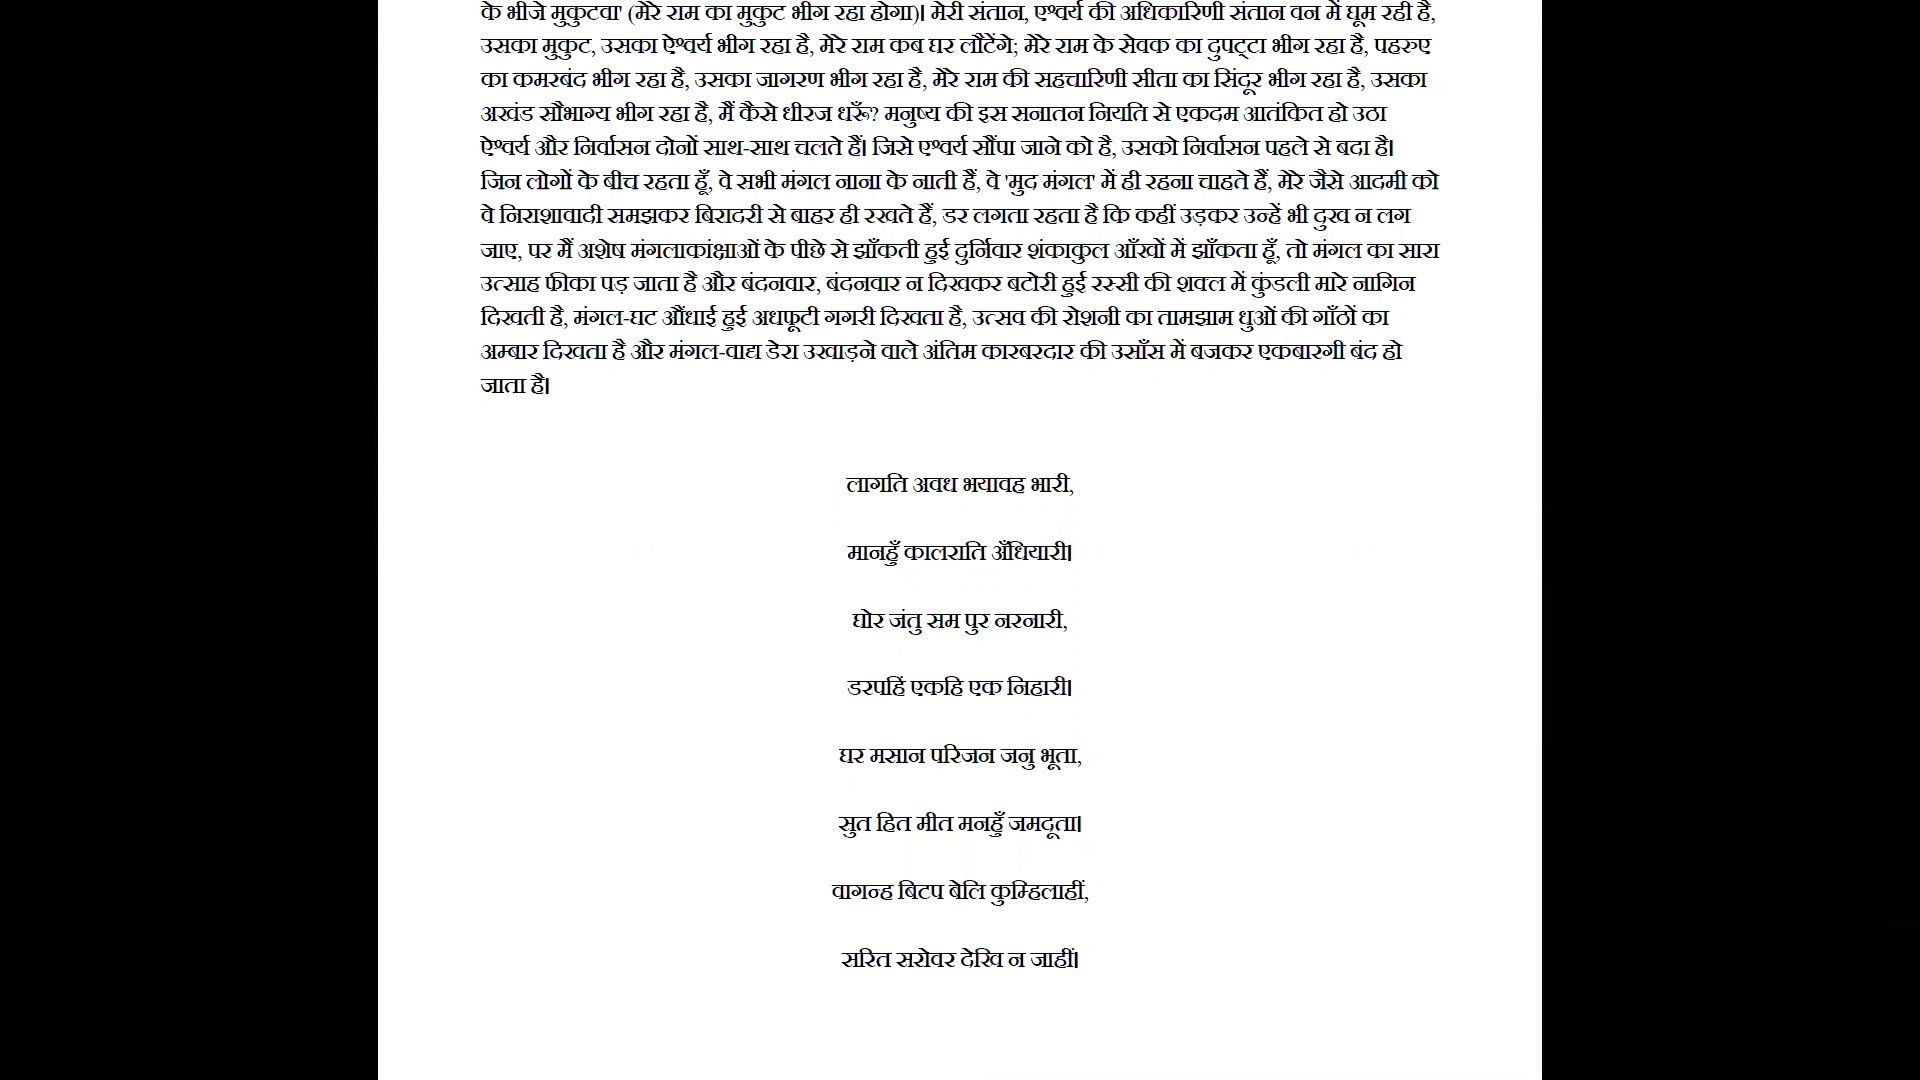 के भीजे मुकुटवा' (मेरे राम का मुकुट भीग रहा होगा)। मेरी संतान, एश्वर्य की अधिकारिणी संतान वन में घूम रही है,
उसका मुकुट, उसका ऐश्वर्य भीग रहा है, मेरे राम कब घर लौटेंगे; मेरे राम के सेवक का दुपट्टा भीग रहा है, पहरुए
का कमरबंद भीग रहा है, उसका जागरण भीग रहा है, मेरे राम की सहचारिणी सीता का सिंदूर भीग रहा है, उसका
अखंड सौभाग्य भीग रहा है, मैं कैसे धीरज धरूँ? मनुष्य की इस सनातन नियति से एकदम आतंकित हो उठा
ऐश्वर्य और निर्वासन दोनों साथ-साथ चलते हैं। जिसे एश्वर्य सौंपा जाने को है, उसको निर्वासन पहले से बदा है।
जिन लोगों के बीच रहता हूँ, वे सभी मंगल नाना के नाती हैं, वे 'मुद मंगल' में ही रहना चाहते हैं, मेरे जैसे आदमी को
वे निराशावादी समझकर बिरादरी से बाहर ही रखते हैं, डर लगता रहता है कि कहीं उड़कर उन्हें भी दुख न लग
जाए, पर मैं अशेष मंगलाकांक्षाओं के पीछे से झाँकती हुई दुर्निवार शंकाकुल आँखों में झाँकता हूँ, तो मंगल का सारा
उत्साह फीका पड़ जाता है और बंदनवार, बंदनवार न दिखकर बटोरी हुई रस्सी की शक्ल में कुंडली मारे नागिन
दिखती है, मंगल-घट औंधाई हुई अधफूटी गगरी दिखता है, उत्सव की रोशनी का तामझाम धुओं की गाँठों का
अम्बार दिखता है और मंगल-वाद्य डेरा उखाड़ने वाले अंतिम कारबरदार की उसाँस में बजकर एकबारगी बंद हो
जाता है।
लागति अवध भयावह भारी,
मानहुँ कालराति अँधियारी।
घोर जंतु सम पुर नरनारी,
डरपहिं एकहि एक निहारी।
घर मसान परिजन जनु भूता,
सुत हित मीत मनहुँ जमदूता।
वागन्ह बिटप बेलि कुम्हिलाहीं,
सरित सरोवर देखि न जाहीं।